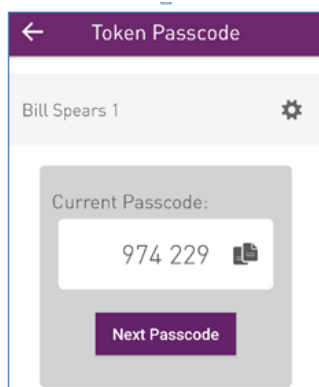 Token Passcode
Bill Spears 1
Current Passcode:
974 229
Next Passcode